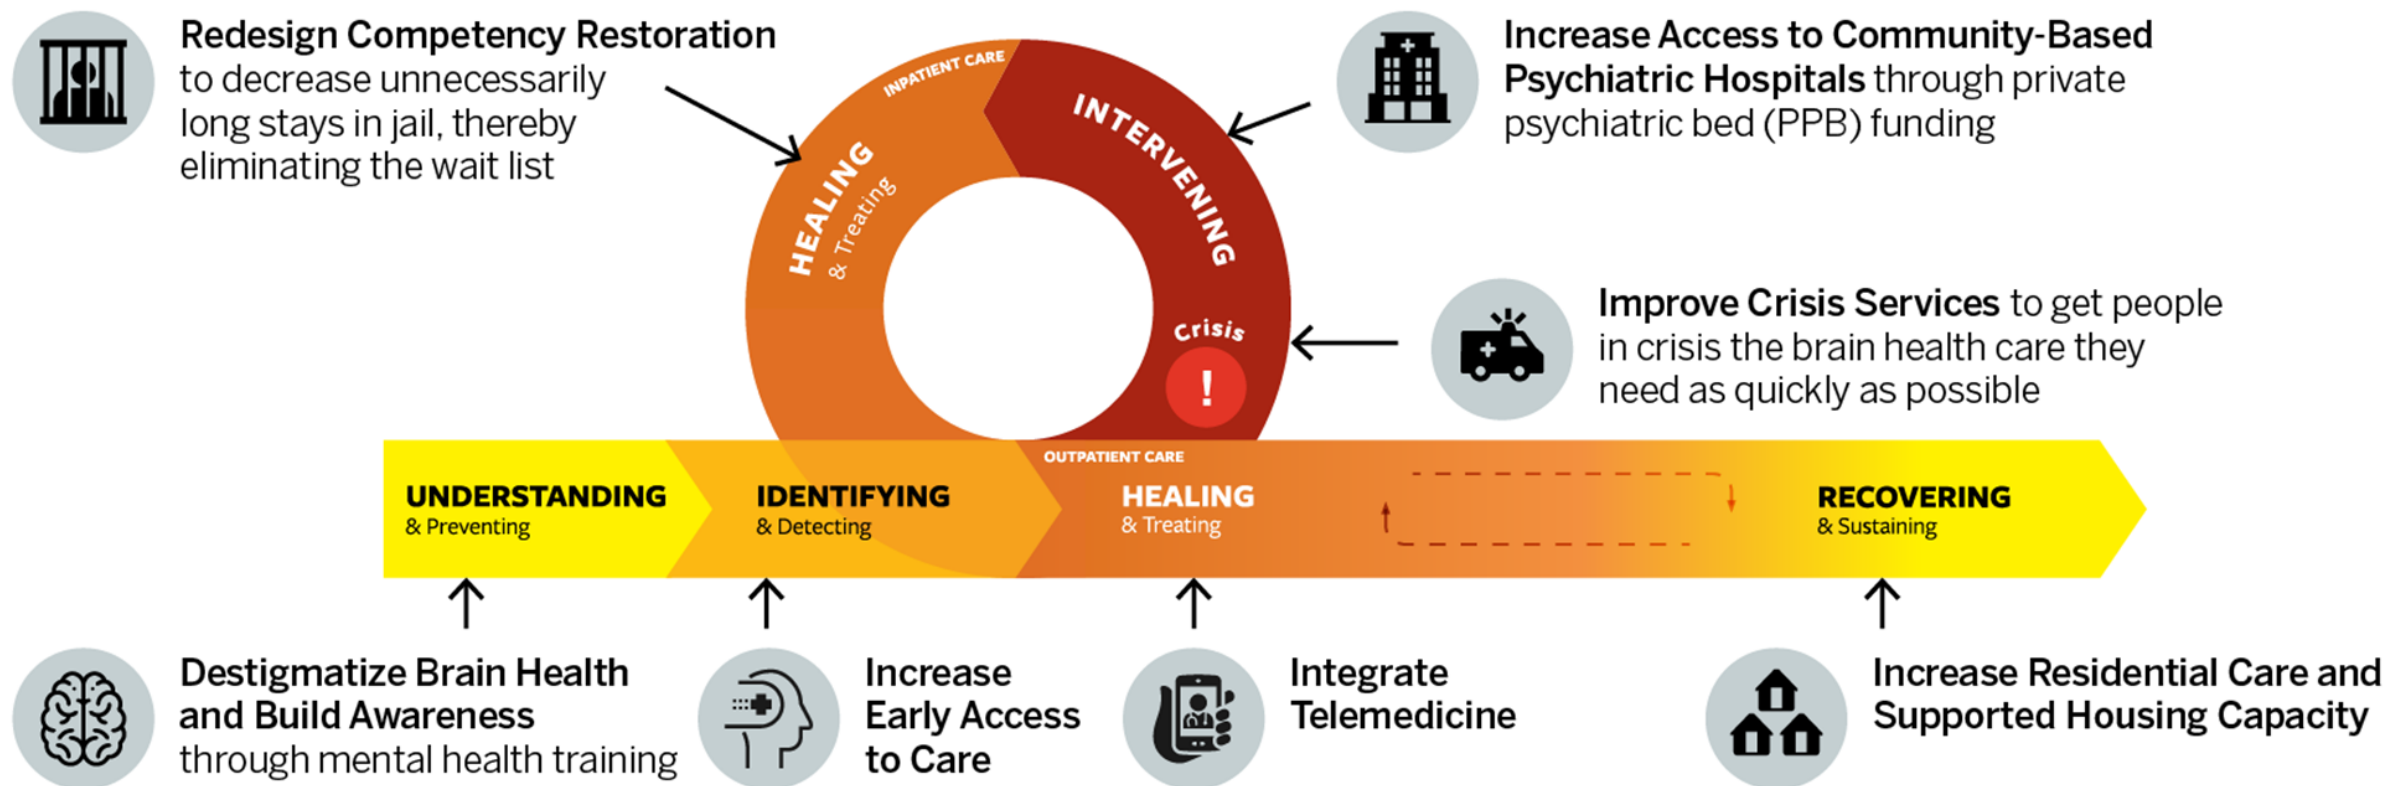 Redesign Competency Restoration
to decrease unnecessarily
long stays in jail, thereby
eliminating the wait list
INPATIENT CARE
HEALING
& Treating
INTERVENING
Crisis
!
Increase Access to Community-Based
Psychiatric Hospitals through private
psychiatric bed (PPB) funding
Improve Crisis Services to get people
in crisis the brain health care they
need as quickly as possible
UNDERSTANDING
& Preventing
IDENTIFYING
& Detecting
OUTPATIENT CARE
HEALING
& Treating
RECOVERING
& Sustaining
Destigmatize Brain Health
and Build Awareness
through mental health training
Increase
Early Access
to Care
Integrate
Telemedicine
Increase Residential Care and
Supported Housing Capacity